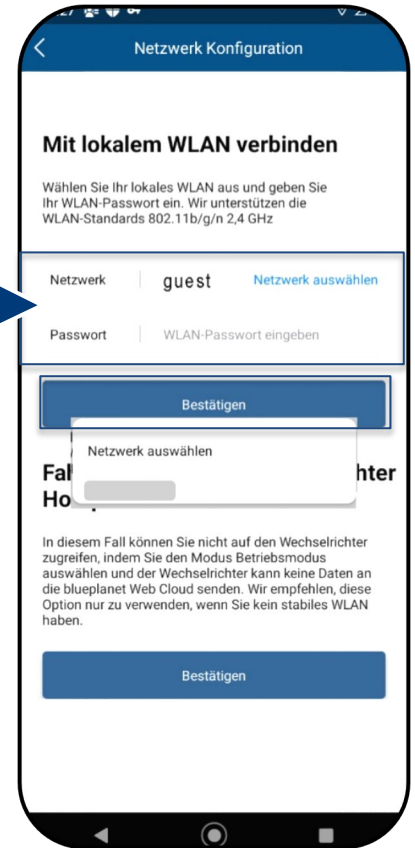 Netzwerk Konfiguration
Mit lokalem WLAN verbinden
Wählen Sie Ihr lokales WLAN aus und geben Sie
Ihr WLAN-Passwort ein. Wir unterstützen die
WLAN-Standards 802.11b/g/n 2,4 GHz
Netzwerk guest Netzwerk auswählen
Passwort WLAN-Passwort eingeben
Bestätigen
Netzwerk auswählen
In diesem Fall können Sie nicht auf den Wechselrichter
zugreifen, indem Sie den Modus Betriebsmodus
auswählen und der Wechselrichter kann keine Daten an
die blueplanet Web Cloud senden. Wir empfehlen, diese
Option nur zu verwenden, wenn Sie kein stabiles WLAN
haben.
Bestätigen